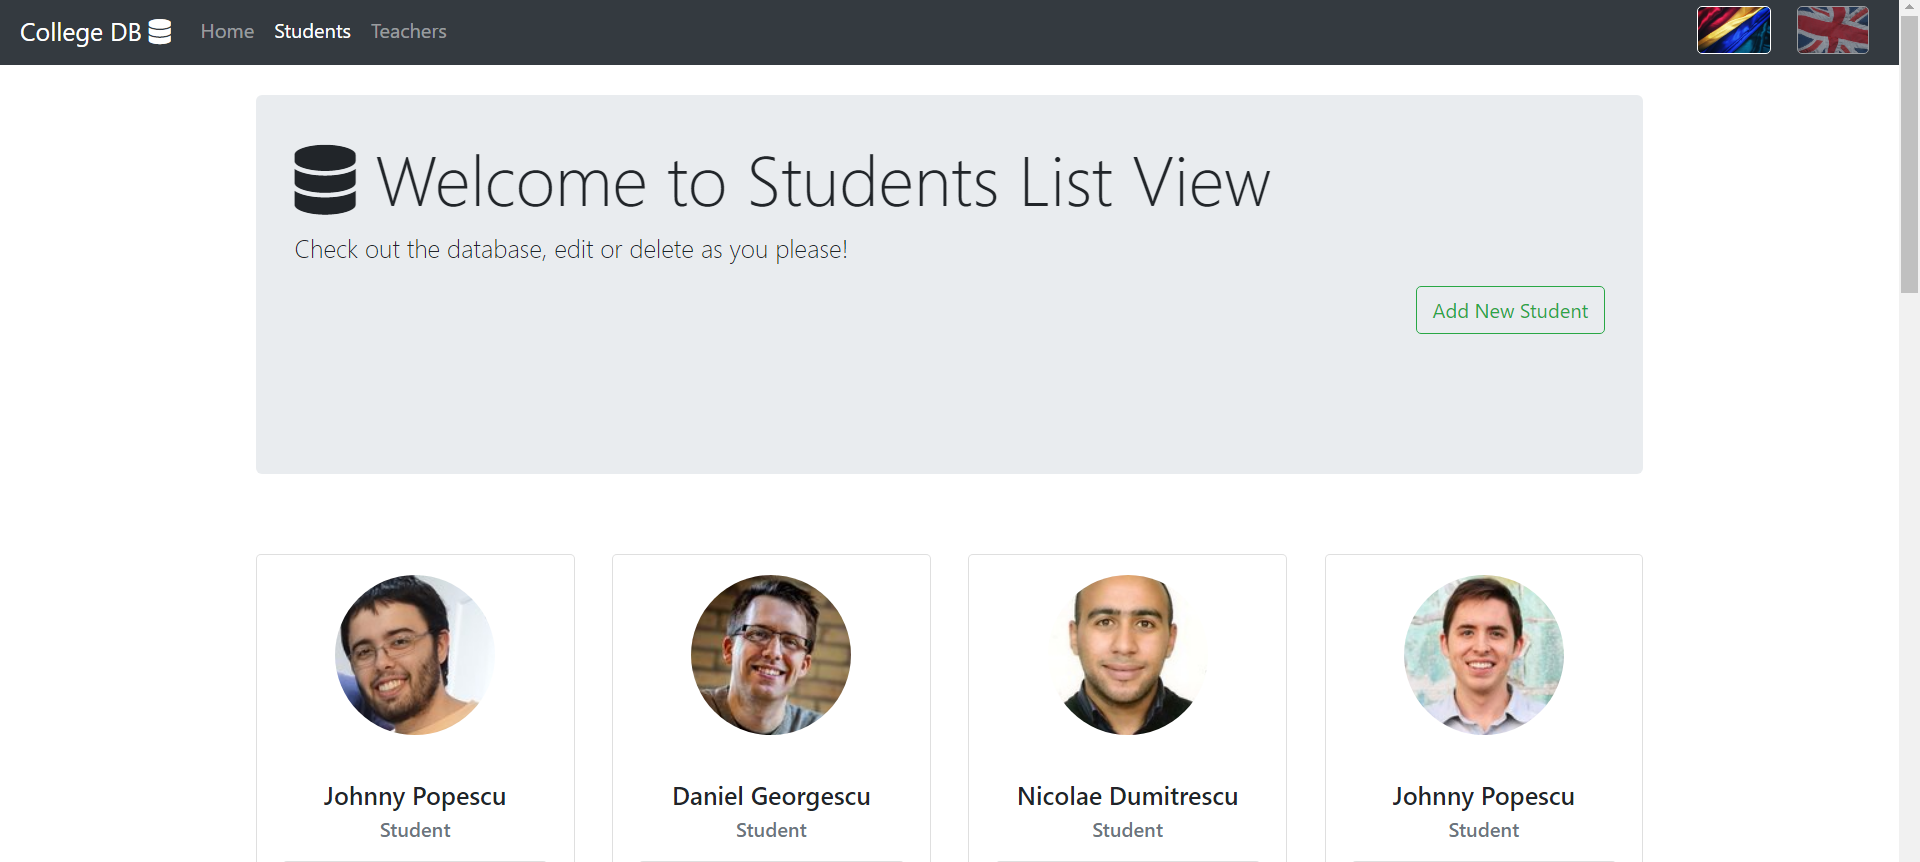 College DB Home Students Teachers
Welcome to Students List View
Check out the database, edit or delete as you please!
Add New Student
Johnny Popescu
Student
Daniel Georgescu
Student
Nicolae Dumitrescu
Student
Johnny Popescu
Student